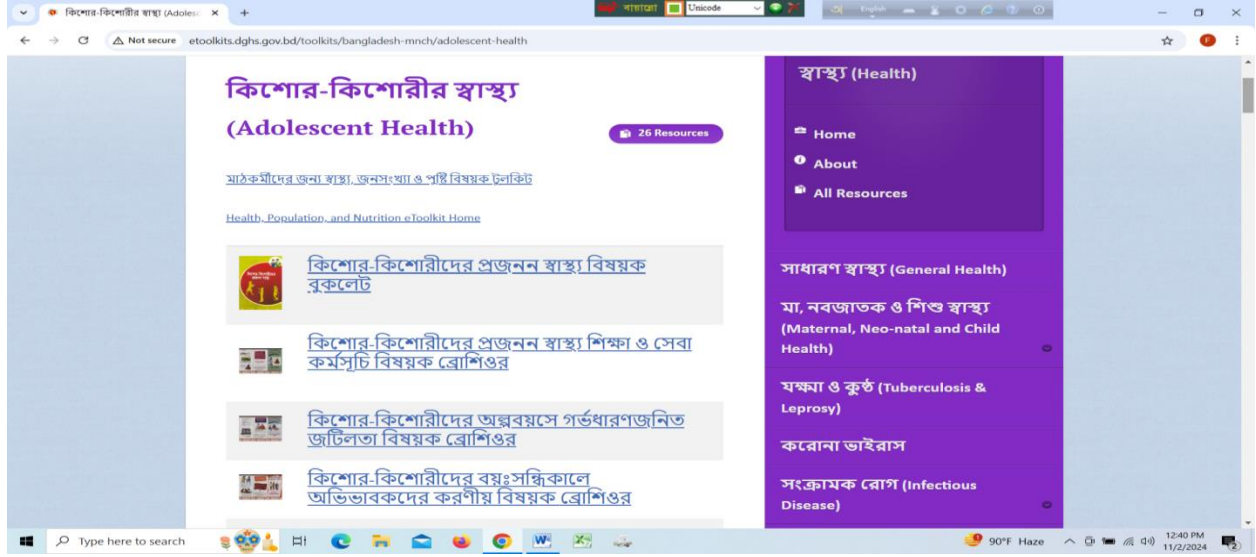 কিশোর-কিশোরীর স্বাস্থ্য (Adolesc
বায়ান্নো
Unicode
English
Not secure
etoolkits.dghs.gov.bd/toolkits/bangladesh-mnch/adolescent-health
F
কিশোর-কিশোরীর স্বাস্থ্য
(Adolescent Health)
26 Resources
মাঠকর্মীদের জন্য স্বাস্থ্য, জনসংখ্যা ও পুষ্টি বিষয়ক টুলকিট
Health, Population, and Nutrition eToolkit Home
কিশোর-কিশোরীদের প্রজনন স্বাস্থ্য বিষয়ক
বুকলেট
কিশোর-কিশোরীদের প্রজনন স্বাস্থ্য শিক্ষা ও সেবা
কর্মসূচি বিষয়ক ব্রোশিওর
কিশোর-কিশোরীদের অল্পবয়সে গর্ভধারণজনিত
জটিলতা বিষয়ক ব্রোশিওর
কিশোর-কিশোরীদের বয়ঃসন্ধিকালে
অভিভাবকদের করণীয় বিষয়ক ব্রোশিওর
স্বাস্থ্য (Health)
Home
About
All Resources
সাধারণ স্বাস্থ্য (General Health)
মা, নবজাতক ও শিশু স্বাস্থ্য
(Maternal, Neo-natal and Child
Health)
যক্ষ্মা ও কুষ্ঠ (Tuberculosis &
Leprosy)
করোনা ভাইরাস
সংক্রামক রোগ (Infectious
Disease)
Type here to search
90°F Haze
12:40 PM
11/2/2024
2